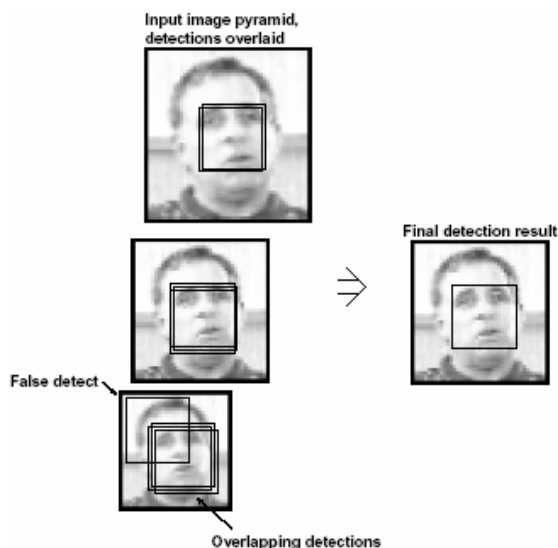 Input image pyramid,
detections overlaid
Final detection result
False detect
Overlapping detections